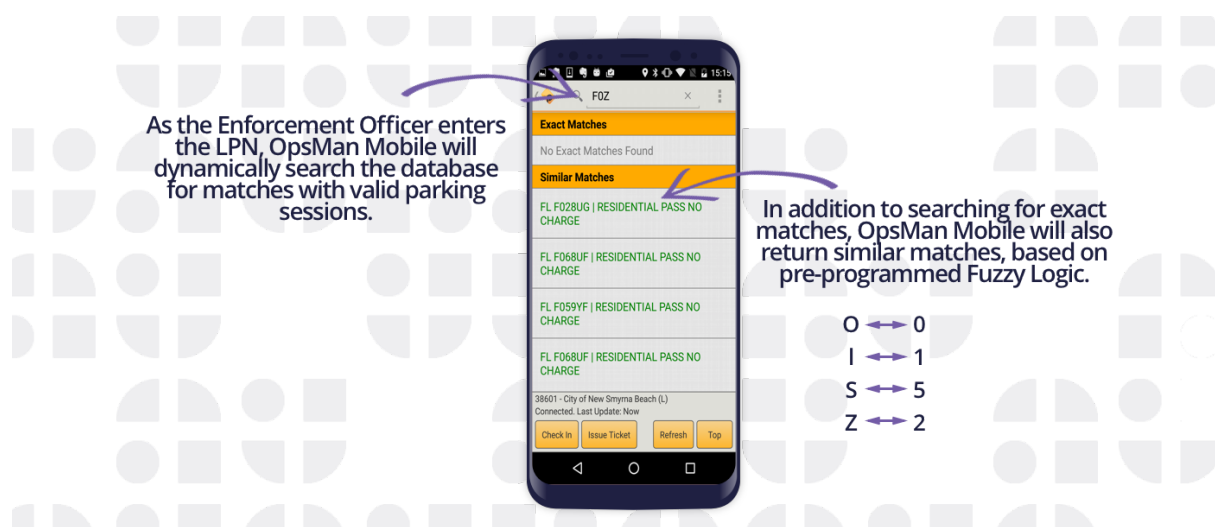 As the Enforcement Officer enters
the LPN, OpsMan Mobile will
dynamically search the database
for matches with valid parking
sessions.
15:15
F0Z
Exact Matches
No Exact Matches Found
Similar Matches
FL F028UG | RESIDENTIAL PASS NO
CHARGE
FL F068UF | RESIDENTIAL PASS NO
CHARGE
FL F059YF | RESIDENTIAL PASS NO
CHARGE
FL F068UF | RESIDENTIAL PASS NO
CHARGE
38601 - City of New Smyrna Beach (L)
Connected. Last Update: Now
Check In Issue Ticket Refresh Top
In addition to searching for exact
matches, OpsMan Mobile will also
return similar matches, based on
pre-programmed Fuzzy Logic.
O 0
I 1
S 5
Z 2